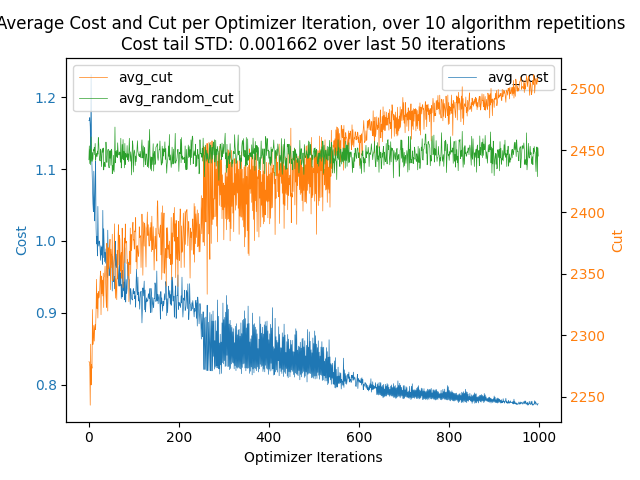 Average Cost and Cut per Optimizer Iteration, over 10 algorithm repetitions
Cost tail STD: 0.001662 over last 50 iterations
avg_cut
avg_random_cut
avg_cost
1.2
1.1
1.0
0.9
0.8
Cost
2500
2450
2400
2350
2300
2250
Cut
0
200
400
600
800
1000
Optimizer Iterations